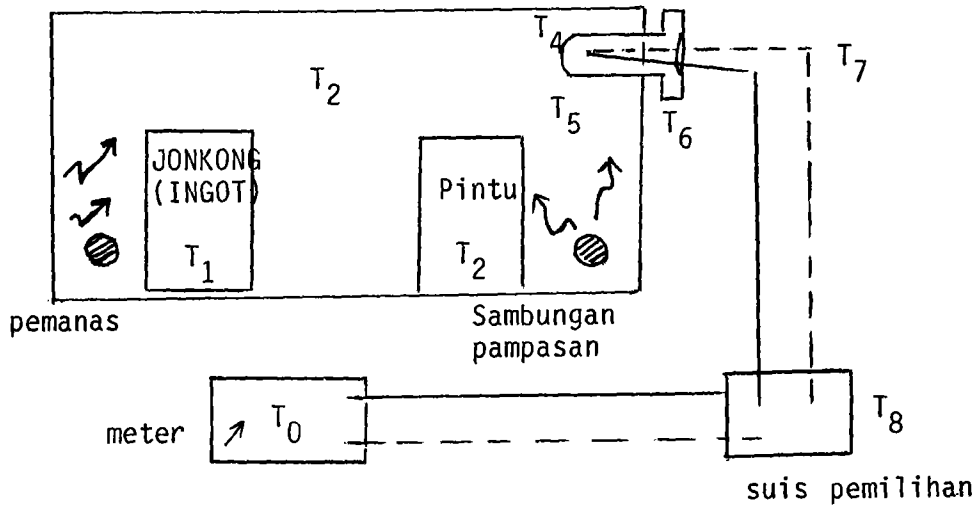 T4
T7
T2
T5
T6
JONKONG
(INGOT)
Pintu
T1
T2
pemanas
Sambungan
pampasan
T0
meter
T8
suis pemilihan